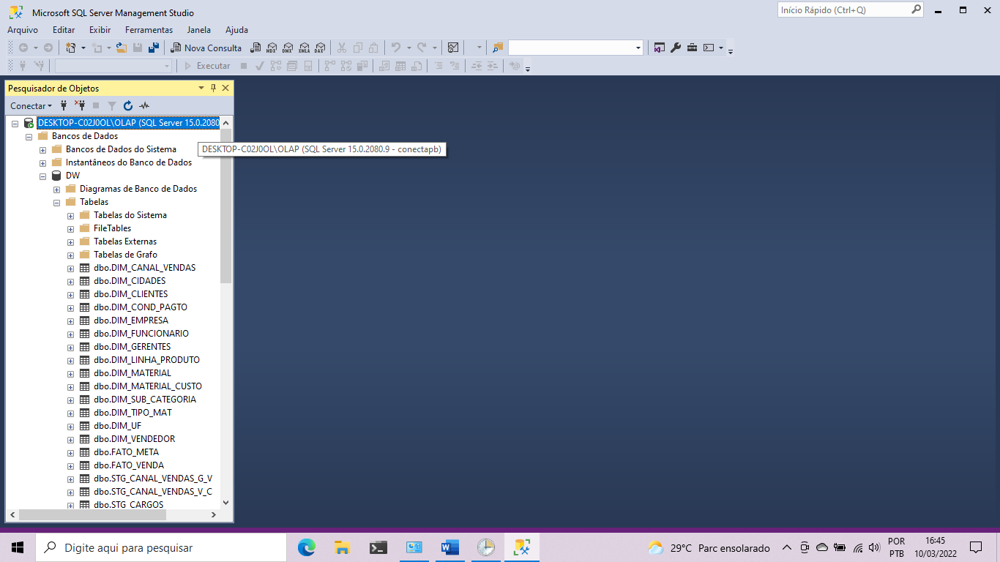 Microsoft SQL Server Management Studio
Início Rápido (Ctrl+Q)
Arquivo Editar Exibir Ferramentas Janela Ajuda
Nova Consulta MDX DMX XMLA DAX
Executar
Pesquisador de Objetos
Conectar
DESKTOP-C02J0OL\OLAP (SQL Server 15.0.2080
Bancos de Dados
Bancos de Dados do Sistema
DESKTOP-C02J0OL\OLAP (SQL Server 15.0.2080.9 - conectapb)
Instantâneos do Banco de Dados
DW
Diagramas de Banco de Dados
Tabelas
Tabelas do Sistema
FileTables
Tabelas Externas
Tabelas de Grafo
dbo.DIM_CANAL_VENDAS
dbo.DIM_CIDADES
dbo.DIM_CLIENTES
dbo.DIM_COND_PAGTO
dbo.DIM_EMPRESA
dbo.DIM_FUNCIONARIO
dbo.DIM_GERENTES
dbo.DIM_LINHA_PRODUTO
dbo.DIM_MATERIAL
dbo.DIM_MATERIAL_CUSTO
dbo.DIM_SUB_CATEGORIA
dbo.DIM_TIPO_MAT
dbo.DIM_UF
dbo.DIM_VENDEDOR
dbo.FATO_META
dbo.FATO_VENDA
dbo.STG_CANAL_VENDAS_G_V
dbo.STG_CANAL_VENDAS_V_C
dbo.STG_CARGOS
Digite aqui para pesquisar
29°C Parc ensolarado
POR
PTB
16:45
10/03/2022